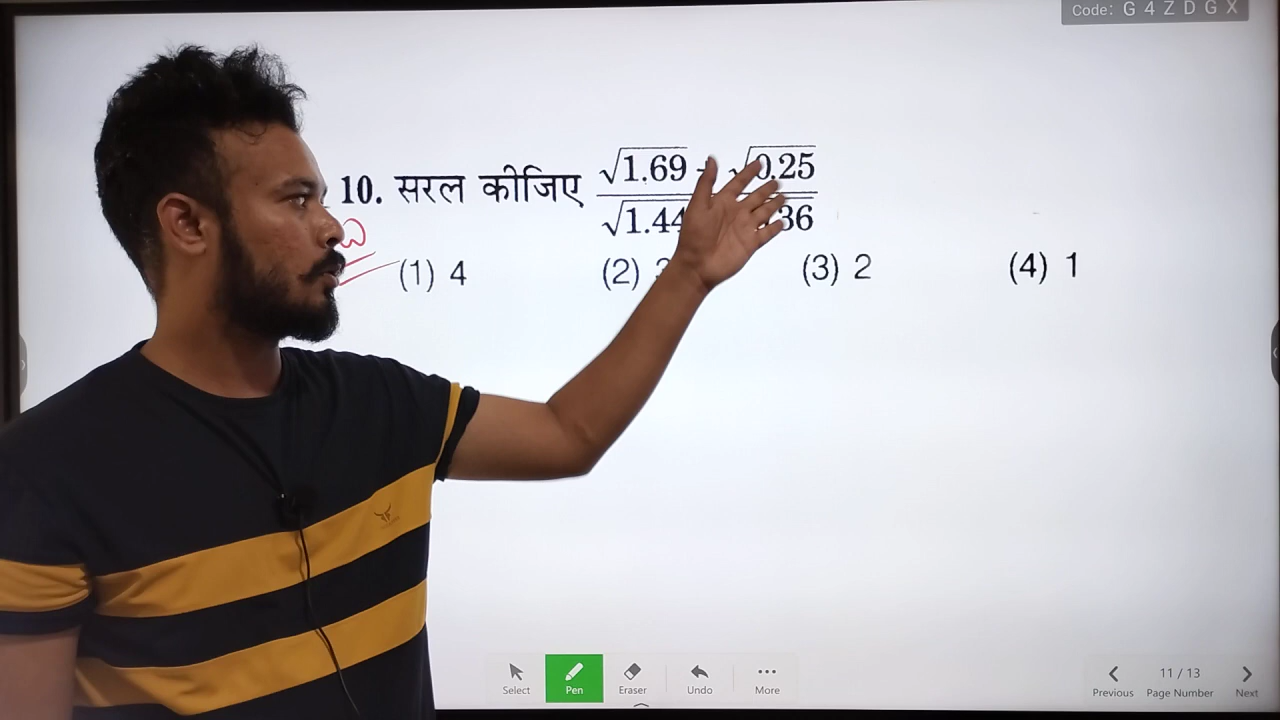 Code: G 4 Z D G X
10. सरल कीजिए √1.69 √0.25
√1.44 36
(1) 4 (2) (3) 2 (4) 1
Select Pen Eraser Undo More
11 / 13
Previous Page Number Next